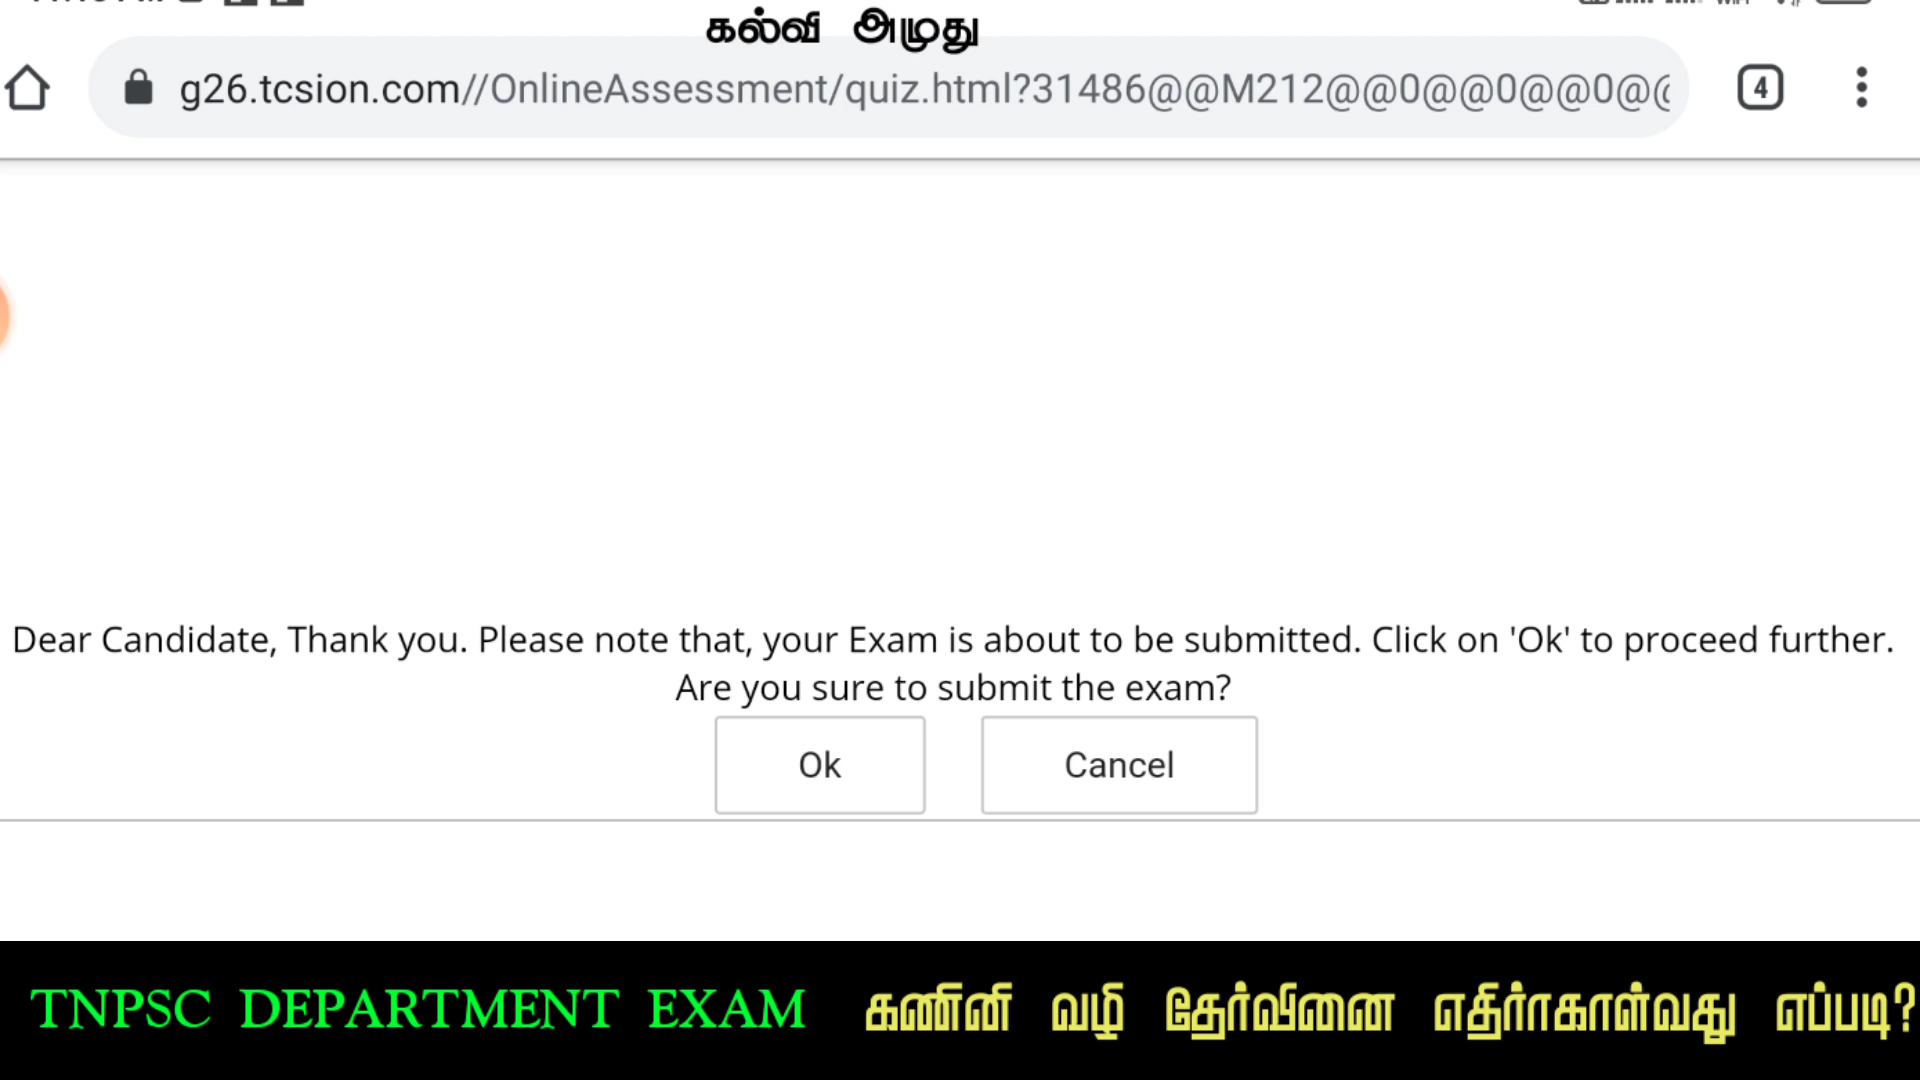 கல்வி அமுது
g26.tcsion.com//OnlineAssessment/quiz.html?31486@@M212@@0@@0@@0@@
4
Dear Candidate, Thank you. Please note that, your Exam is about to be submitted. Click on 'Ok' to proceed further.
Are you sure to submit the exam?
Ok Cancel
TNPSC DEPARTMENT EXAM கணினி வழி தேர்வினை எதிர்கொள்வது எப்படி?